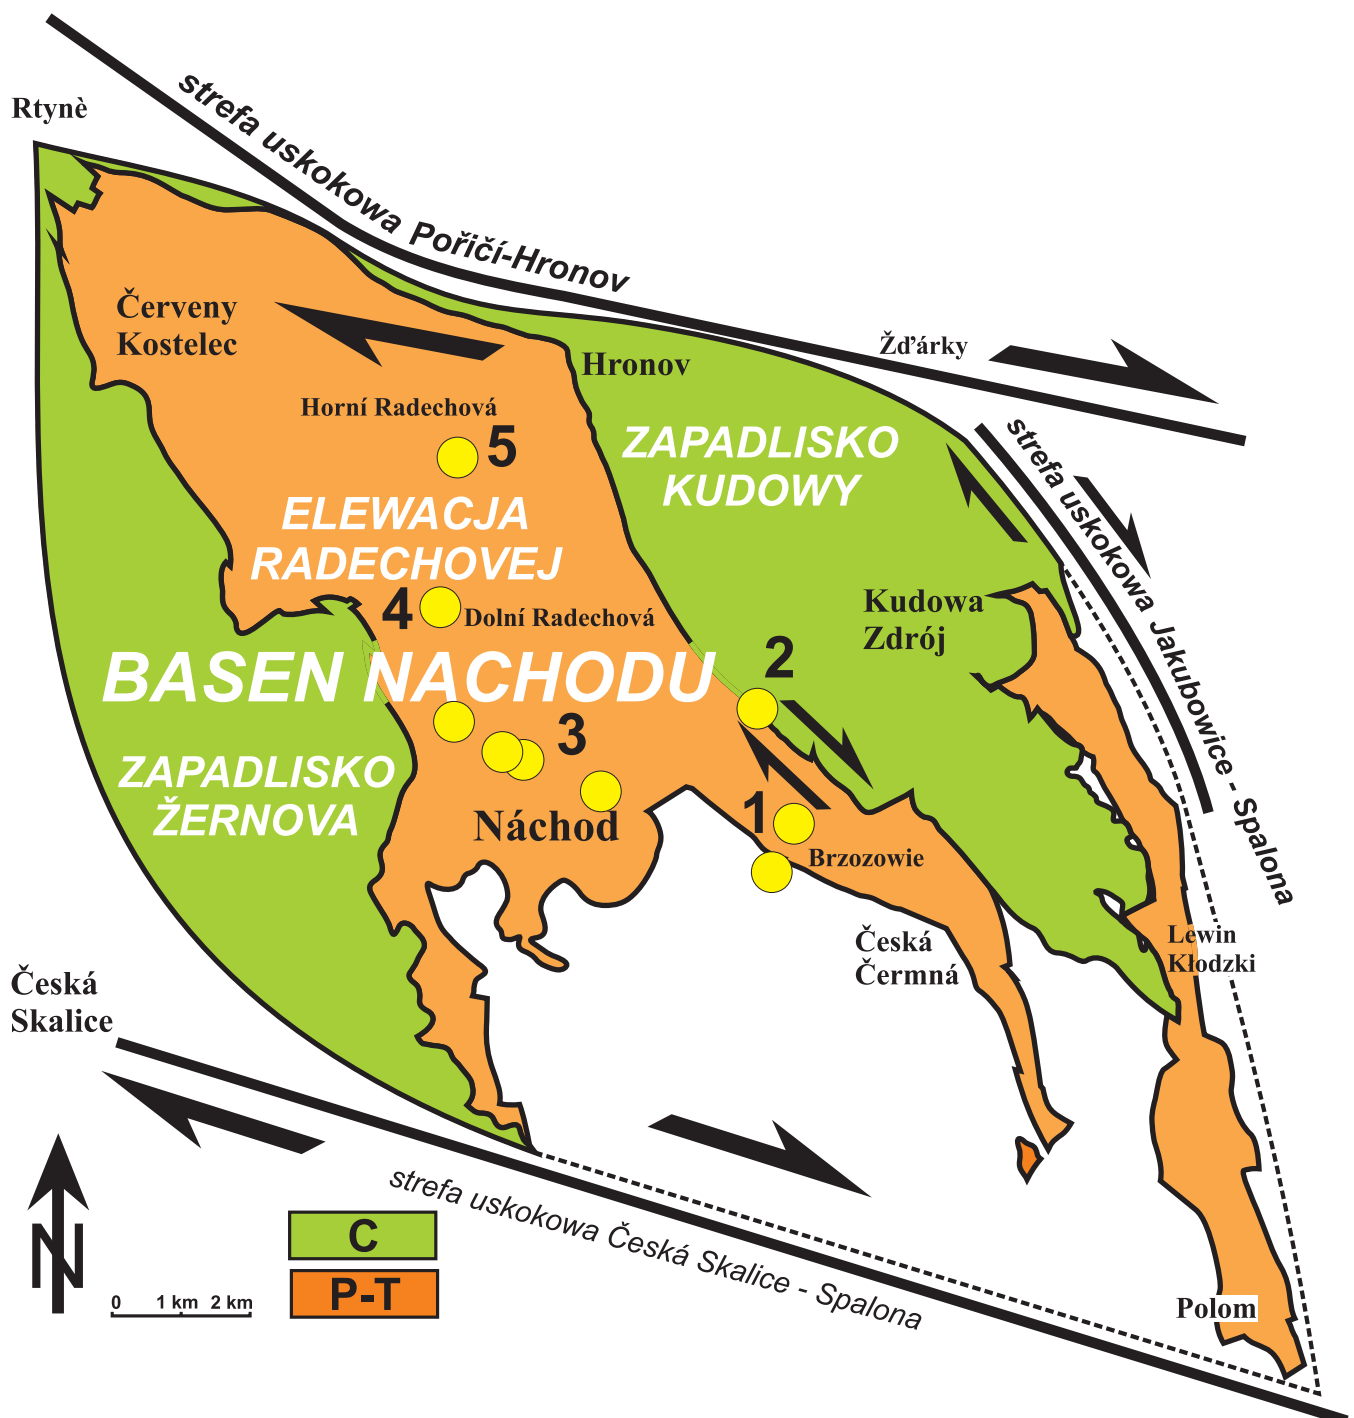 Rtynè
strefa uskokowa Poříčí-Hronov
Červeny
Kostelec
Hronov
Žďárky
Horní Radechová
5
ZAPADLISKO
KUDOWY
strefa uskokowa Jakubowice - Spalona
ELEWACJA
RADECHOVEJ
4
Dolní Radechová
Kudowa
Zdrój
BASEN NACHODU
2
3
ZAPADLISKO
ŽERNOVA
Náchod
1
Brzozowie
Česká
Čermná
Lewin
Kłodzki
Česká
Skalice
strefa uskokowa Česká Skalice - Spalona
N
C
P-T
0 1 km 2 km
Polom